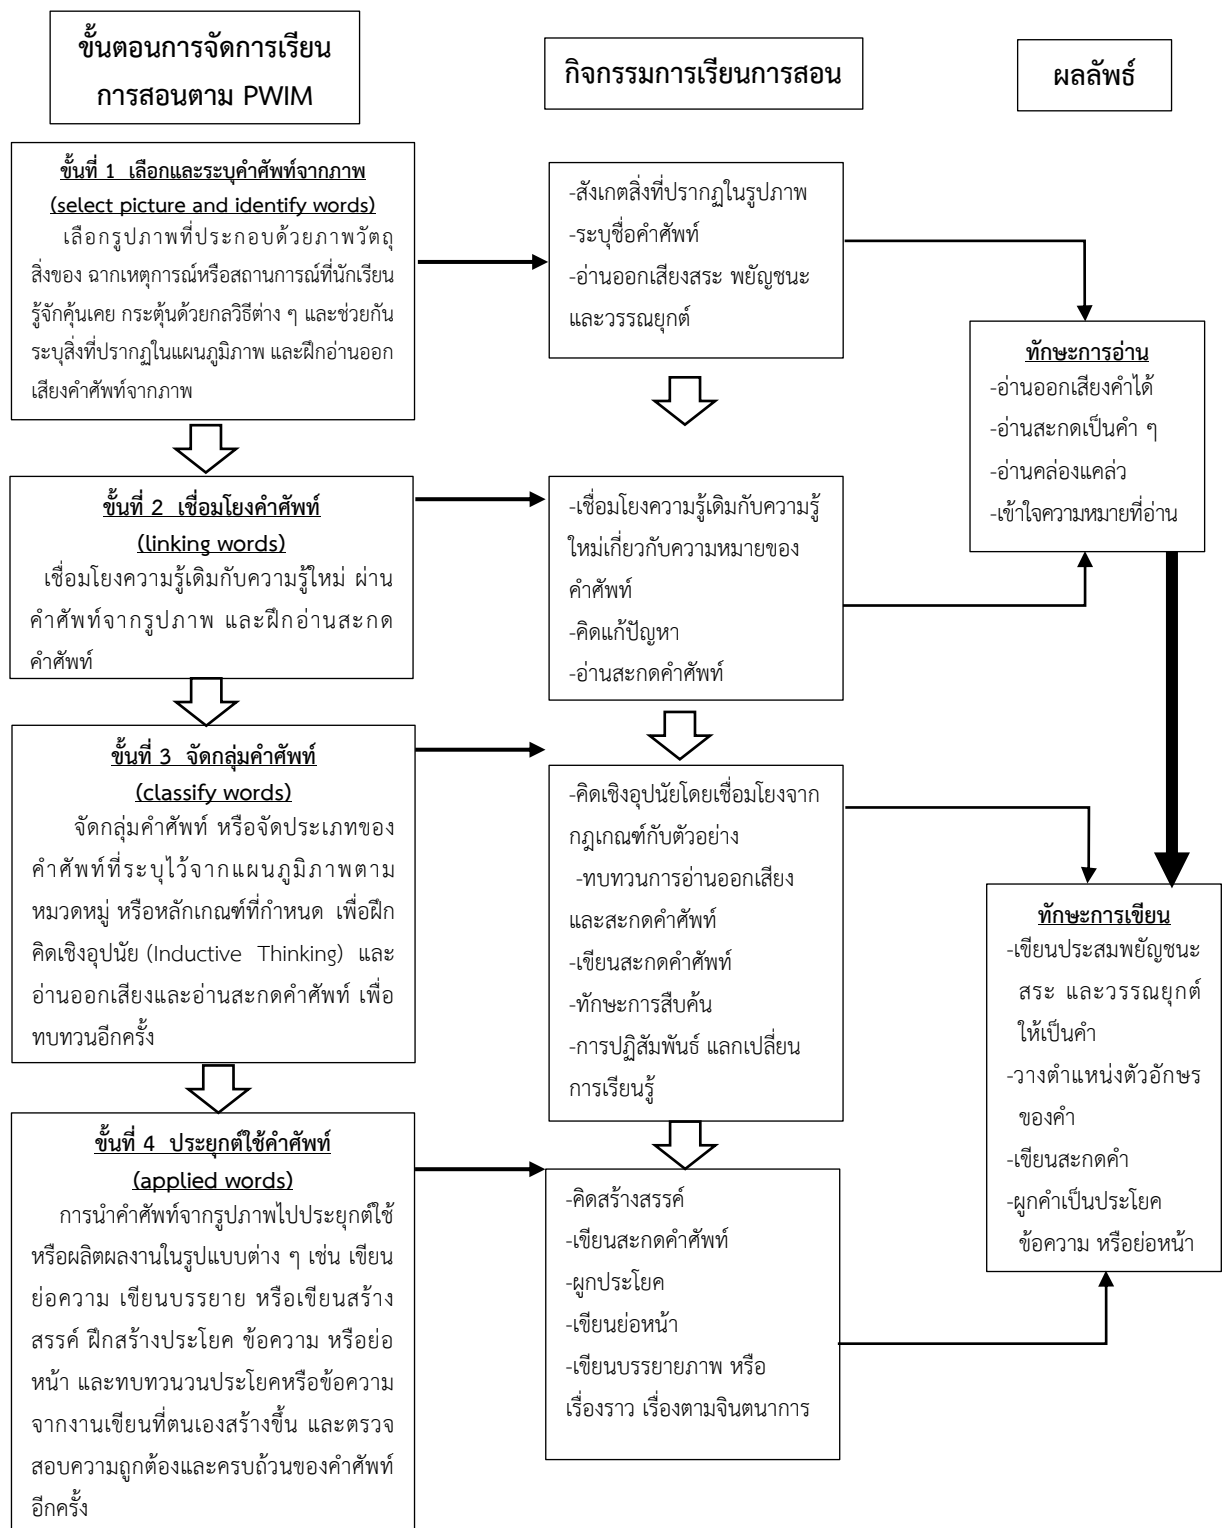 ขั้นตอนการจัดการเรียน
การสอนตาม PWIM
กิจกรรมการเรียนการสอน
ผลลัพธ์
ขั้นที่ 1 เลือกและระบุคำศัพท์จากภาพ
(select picture and identify words)
เลือกรูปภาพที่ประกอบด้วยภาพวัตถุ
สิ่งของ ฉากเหตุการณ์หรือสถานการณ์ที่นักเรียน
รู้จักคุ้นเคย กระตุ้นด้วยกลวิธีต่าง ๆ และช่วยกัน
ระบุสิ่งที่ปรากฏในแผนภูมิภาพ และฝึกอ่านออก
เสียงคำศัพท์จากภาพ
-สังเกตสิ่งที่ปรากฏในรูปภาพ
-ระบุชื่อคำศัพท์
-อ่านออกเสียงสระ พยัญชนะ
และวรรณยุกต์
ทักษะการอ่าน
-อ่านออกเสียงคำได้
-อ่านสะกดเป็นคำ ๆ
-อ่านคล่องแคล่ว
-เข้าใจความหมายที่อ่าน
ขั้นที่ 2 เชื่อมโยงคำศัพท์
(linking words)
เชื่อมโยงความรู้เดิมกับความรู้ใหม่ ผ่าน
คำศัพท์จากรูปภาพ และฝึกอ่านสะกด
คำศัพท์
-เชื่อมโยงความรู้เดิมกับความรู้
ใหม่เกี่ยวกับความหมายของ
คำศัพท์
-คิดแก้ปัญหา
-อ่านสะกดคำศัพท์
ขั้นที่ 3 จัดกลุ่มคำศัพท์
(classify words)
จัดกลุ่มคำศัพท์ หรือจัดประเภทของ
คำศัพท์ที่ระบุไว้จากแผนภูมิภาพตาม
หมวดหมู่ หรือหลักเกณฑ์ที่กำหนด เพื่อฝึก
คิดเชิงอุปนัย (Inductive Thinking) และ
อ่านออกเสียงและอ่านสะกดคำศัพท์ เพื่อ
ทบทวนอีกครั้ง
-คิดเชิงอุปนัยโดยเชื่อมโยงจาก
กฎเกณฑ์กับตัวอย่าง
-ทบทวนการอ่านออกเสียง
และสะกดคำศัพท์
-เขียนสะกดคำศัพท์
-ทักษะการสืบค้น
-การปฏิสัมพันธ์ แลกเปลี่ยน
การเรียนรู้
ทักษะการเขียน
-เขียนประสมพยัญชนะ
สระ และวรรณยุกต์
ให้เป็นคำ
-วางตำแหน่งตัวอักษร
ของคำ
-เขียนสะกดคำ
-ผูกคำเป็นประโยค
ข้อความ หรือย่อหน้า
ขั้นที่ 4 ประยุกต์ใช้คำศัพท์
(applied words)
การนำคำศัพท์จากรูปภาพไปประยุกต์ใช้
หรือผลิตผลงานในรูปแบบต่าง ๆ เช่น เขียน
ย่อความ เขียนบรรยาย หรือเขียนสร้าง
สรรค์ ฝึกสร้างประโยค ข้อความ หรือย่อ
หน้า และทบทวนวนประโยคหรือข้อความ
จากงานเขียนที่ตนเองสร้างขึ้น และตรวจ
สอบความถูกต้องและครบถ้วนของคำศัพท์
อีกครั้ง
-คิดสร้างสรรค์
-เขียนสะกดคำศัพท์
-ผูกประโยค
-เขียนย่อหน้า
-เขียนบรรยายภาพ หรือ
เรื่องราว เรื่องตามจินตนาการ